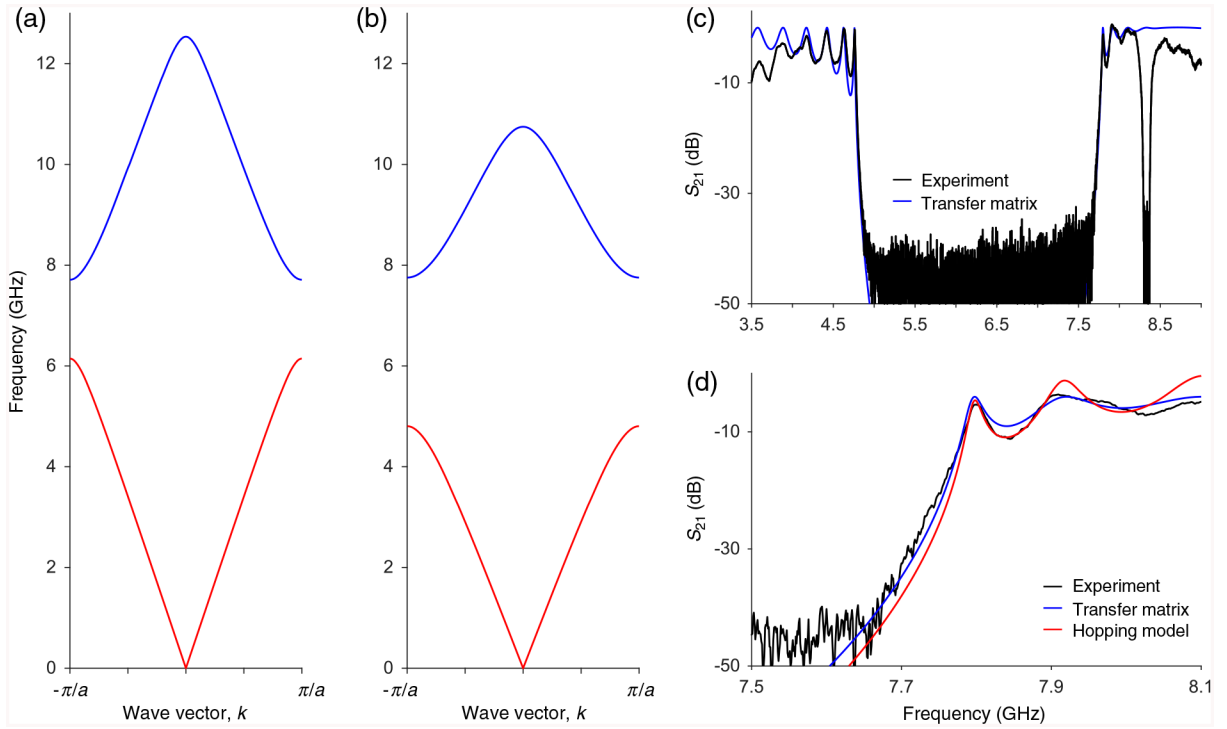 (a)
12
10
8
6
4
2
0
Frequency (GHz)
-π/a
π/a
Wave vector, k
(b)
12
10
8
6
4
2
0
-π/a
π/a
Wave vector, k
(c)
-10
-30
-50
S21 (dB)
Experiment
Transfer matrix
3.5 4.5 5.5 6.5 7.5 8.5
(d)
-10
-30
-50
S21 (dB)
Experiment
Transfer matrix
Hopping model
7.5 7.7 7.9 8.1
Frequency (GHz)